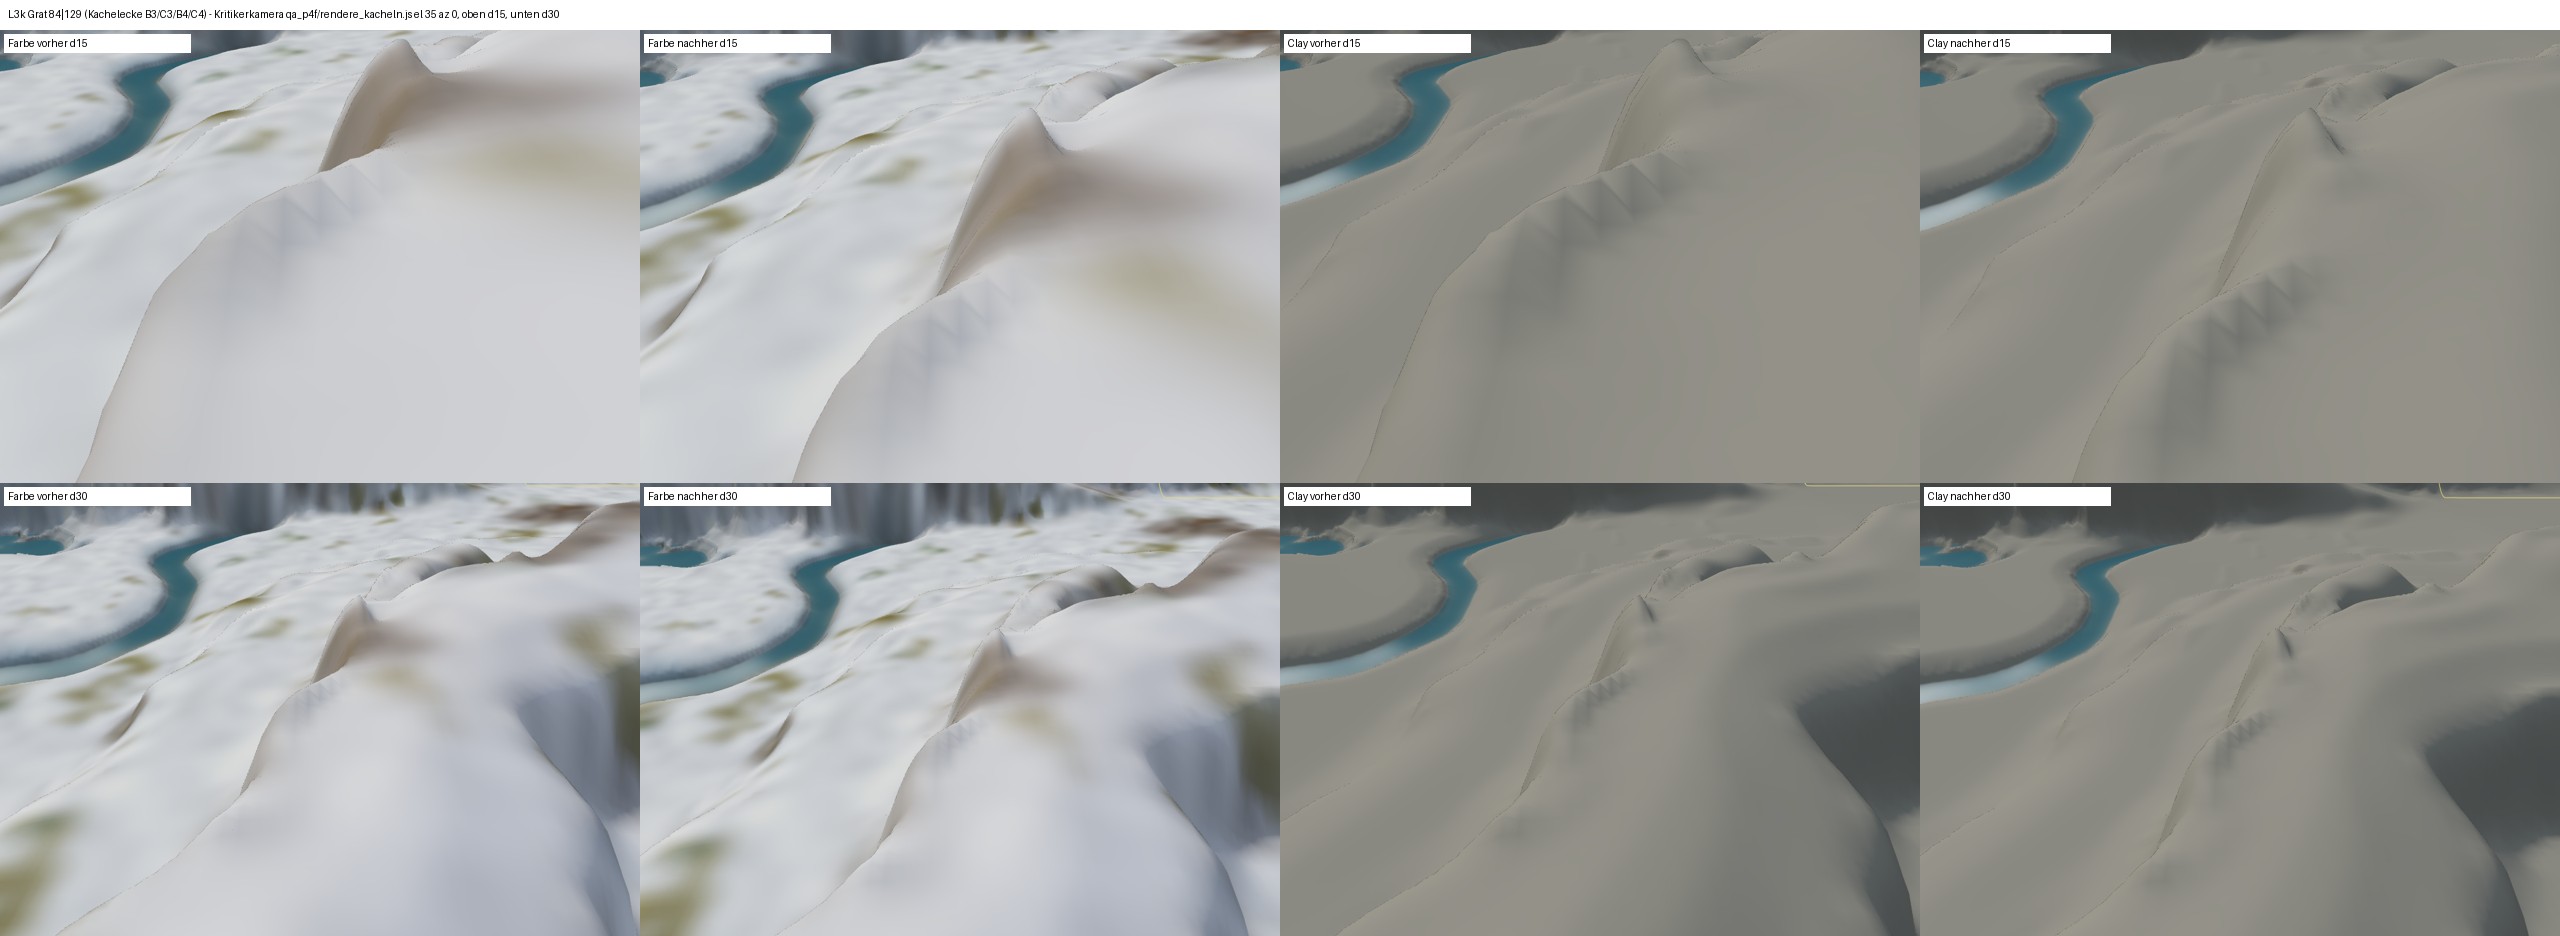 L3k Grat 84|129 (Kachelecke B3/C3/B4/C4) - Kritikerkamera qa_p4f/rendere_kacheln.js el 35 az 0, oben d15, unten d30
Farbe vorher d15
Farbe nachher d15
Clay vorher d15
Clay nachher d15
Farbe vorher d30
Farbe nachher d30
Clay vorher d30
Clay nachher d30